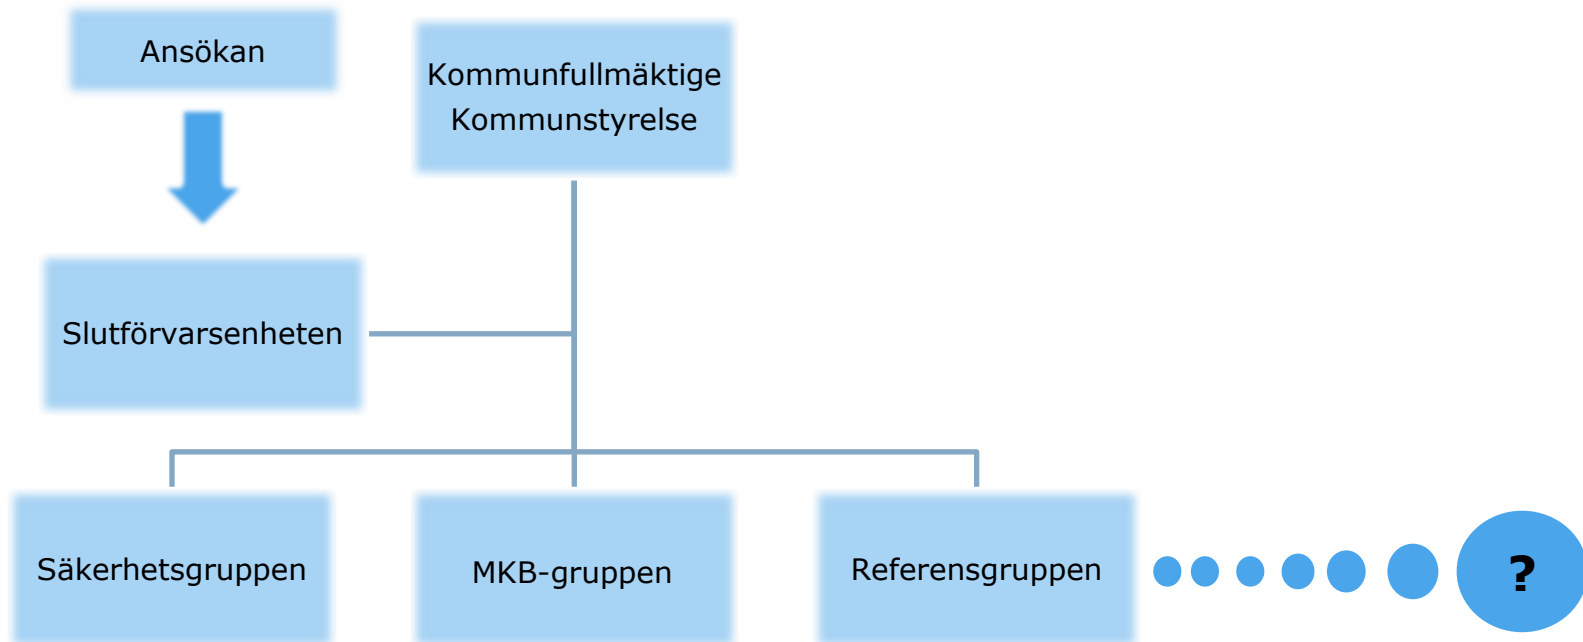 Ansökan
Kommunfullmäktige
Kommunstyrelse
Slutförvarsenheten
Säkerhetsgruppen
MKB-gruppen
Referensgruppen
?